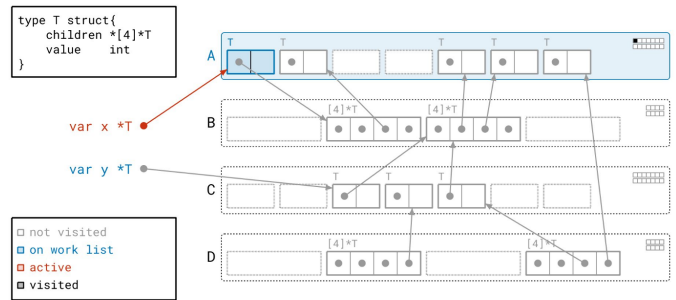 type T struct{
    children *[4]*T
    value    int
}
var x *T
var y *T
not visited
on work list
active
visited
A
T
T
T
T
T
B
[4]*T
[4]*T
C
T
T
T
D
[4]*T
[4]*T